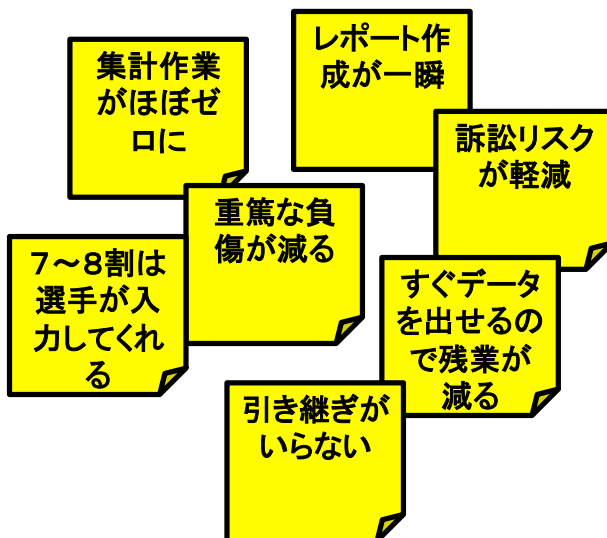 集計作業
がほぼゼ
ロに
レポート作
成が一瞬
訴訟リスク
が軽減
重篤な負
傷が減る
７～８割は
選手が入
力してくれ
る
すぐデータ
を出せるの
で残業が
減る
引き継ぎが
いらない